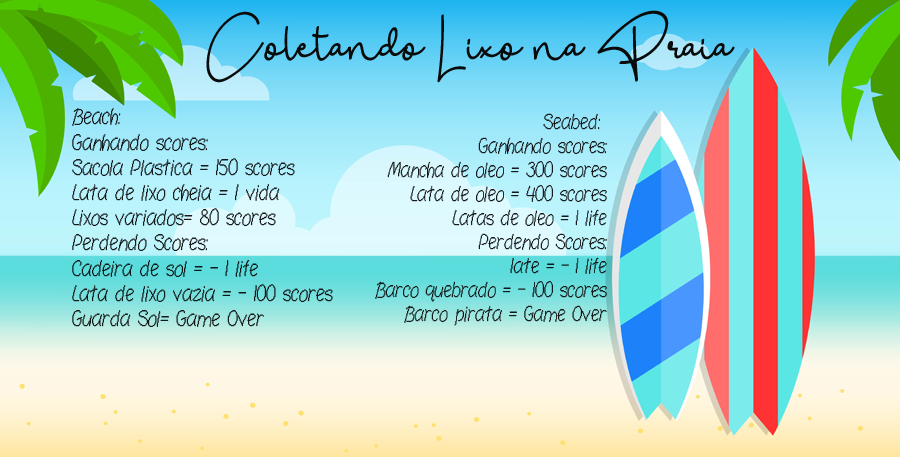 Coletando Lixo na Praia
Beach:
Ganhando scores:
Sacola Plastica = 150 scores
Lata de lixo cheia = 1 vida
Lixos variados= 80 scores
Perdendo Scores:
Cadeira de sol = - 1 life
Lata de lixo vazia = - 100 scores
Guarda Sol= Game Over
Seabed:
Ganhando scores:
Mancha de oleo = 300 scores
Lata de oleo = 400 scores
Latas de oleo = 1 life
Perdendo Scores:
Iate = - 1 life
Barco quebrado = - 100 scores
Barco pirata = Game Over